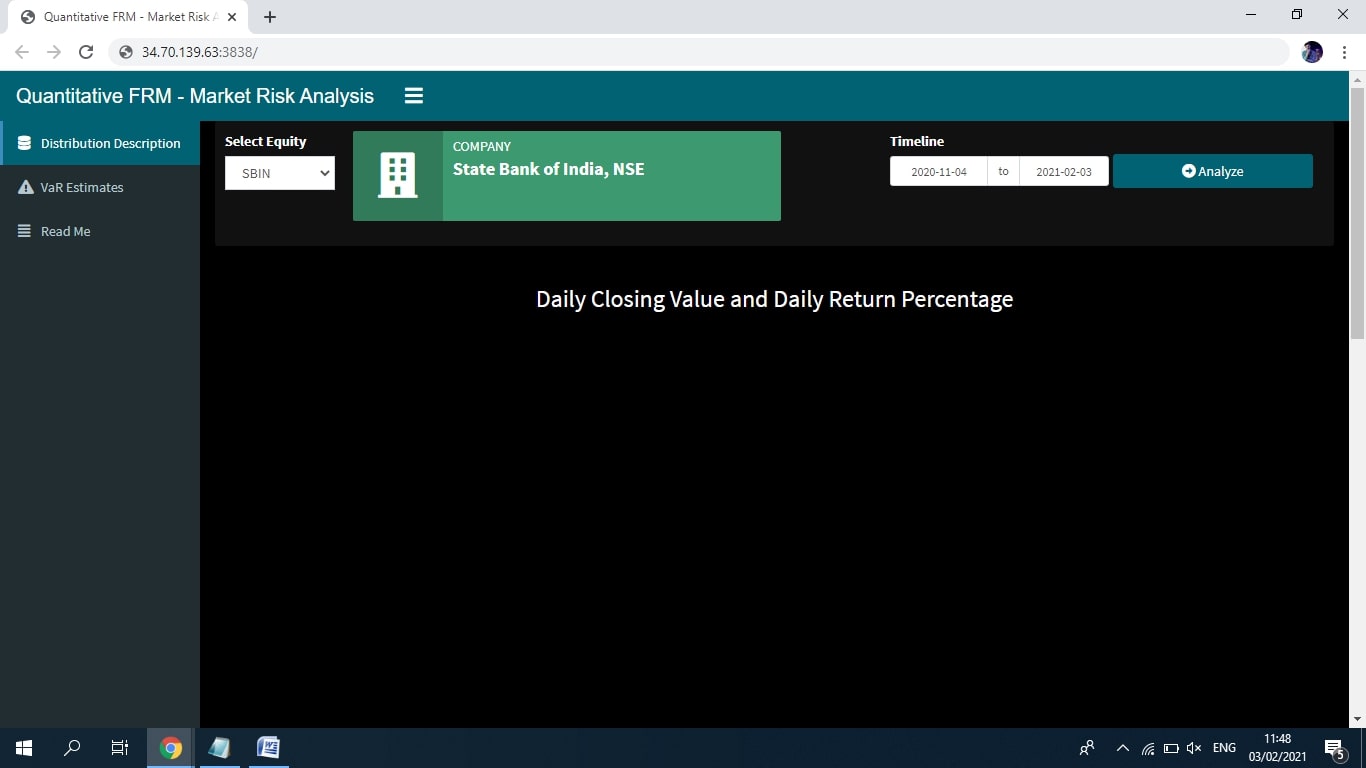 Quantitative FRM - Market Risk A
34.70.139.63:3838/
Quantitative FRM - Market Risk Analysis
Distribution Description
VaR Estimates
Read Me
Select Equity
SBIN
COMPANY
State Bank of India, NSE
Timeline
2020-11-04 to 2021-02-03
Analyze
Daily Closing Value and Daily Return Percentage
ENG
11:48
03/02/2021
5